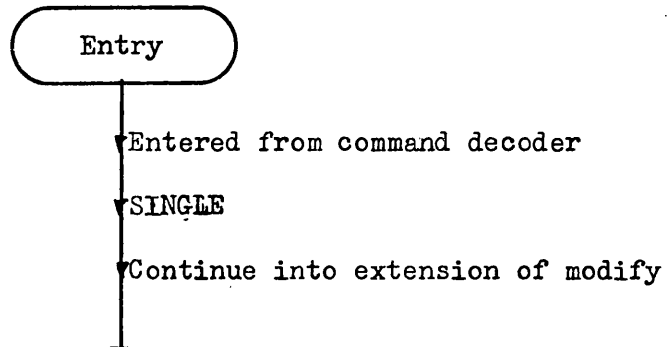 Entry
Entered from command decoder
SINGLE
Continue into extension of modify